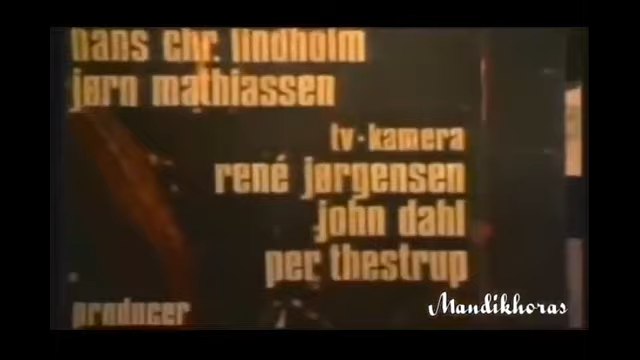 hans chr. lindholm
jørn mathiassen
tv-kamera
rené jørgensen
john dahl
per thestrup
producer
Mandikhoras